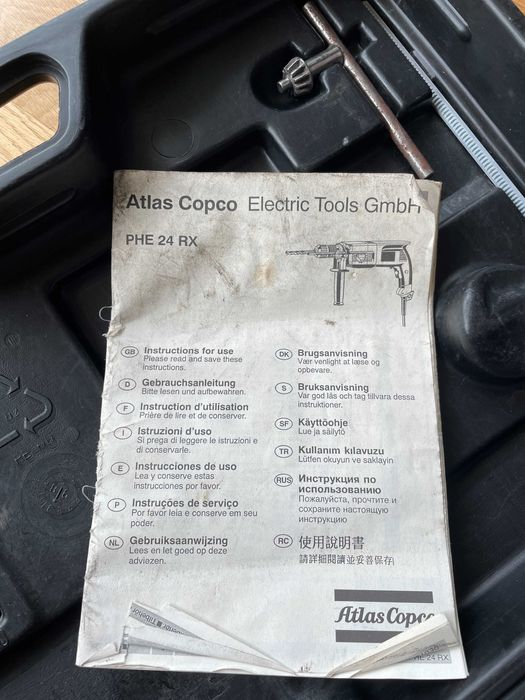 Atlas Copco Electric Tools GmbH
PHE 24 RX
GB Instructions for use
Please read and save these
instructions.
D Gebrauchsanleitung
Bitte lesen und aufbewahren.
F Instruction d'utilisation
Prière de lire et de conserver.
I Istruzioni d'uso
Si prega di leggere le istruzioni e
di conservarle.
E Instrucciones de uso
Lea y conserve estas
instrucciones por favor.
P Instruções de serviço
Por favor leia e conserve em seu
poder.
NL Gebruiksaanwijzing
Lees en let goed op deze
adviezen.
DK Brugsanvisning
Vær venlight at læse og
opbevare.
S Bruksanvisning
Var god lås och tag tillvara dessa
instruktioner.
SF Käyttöohje
Lue ja säilytö
TR Kullanım kılavuzu
Lütfen okuyun ve saklayin
RUS Инструкция по
использованию
Пожалуйста, прочтите и
сохраните настоящую
инструкцию
RC 使用說明書
請詳細閱讀並妥善保存
Atlas Copco
PHE 24 RX